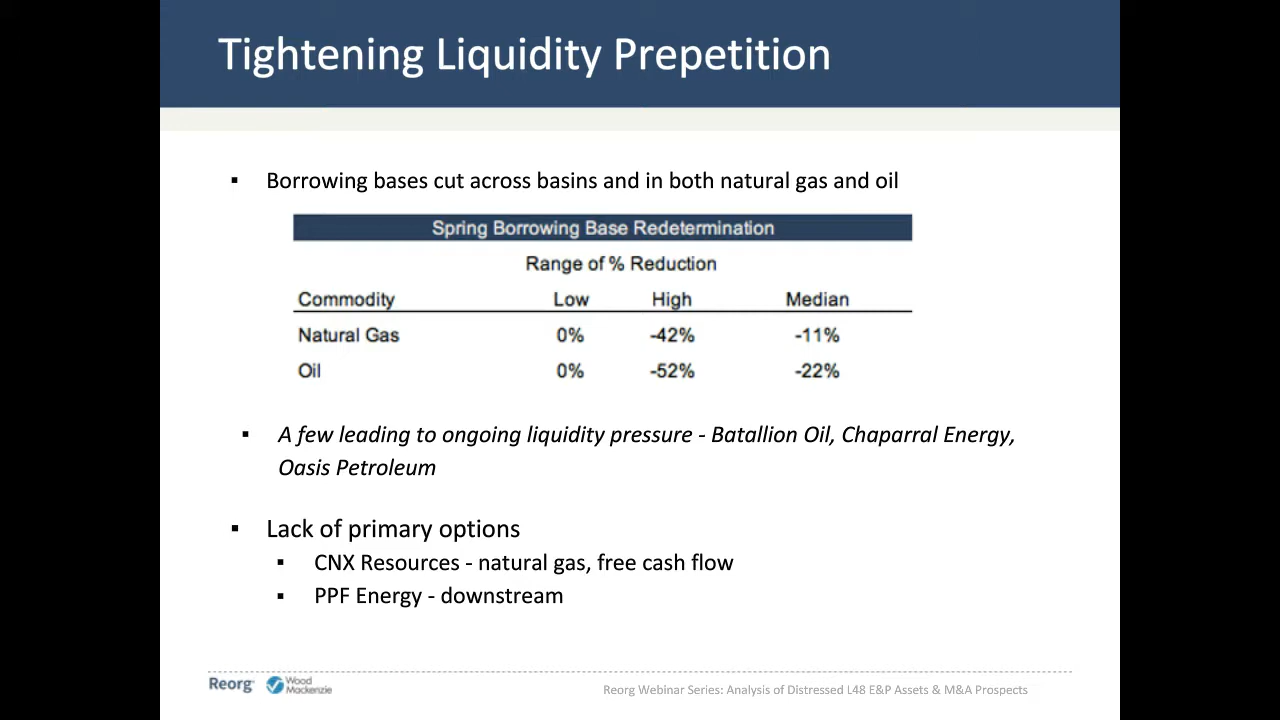 Tightening Liquidity Prepetition
▪ Borrowing bases cut across basins and in both natural gas and oil
Spring Borrowing Base Redetermination
Range of % Reduction
Commodity Low High Median
Natural Gas 0% -42% -11%
Oil 0% -52% -22%
▪ A few leading to ongoing liquidity pressure - Batallion Oil, Chaparral Energy,
Oasis Petroleum
▪ Lack of primary options
▪ CNX Resources - natural gas, free cash flow
▪ PPF Energy - downstream
Reorg Wood
Mackenzie
Reorg Webinar Series: Analysis of Distressed L48 E&P Assets & M&A Prospects